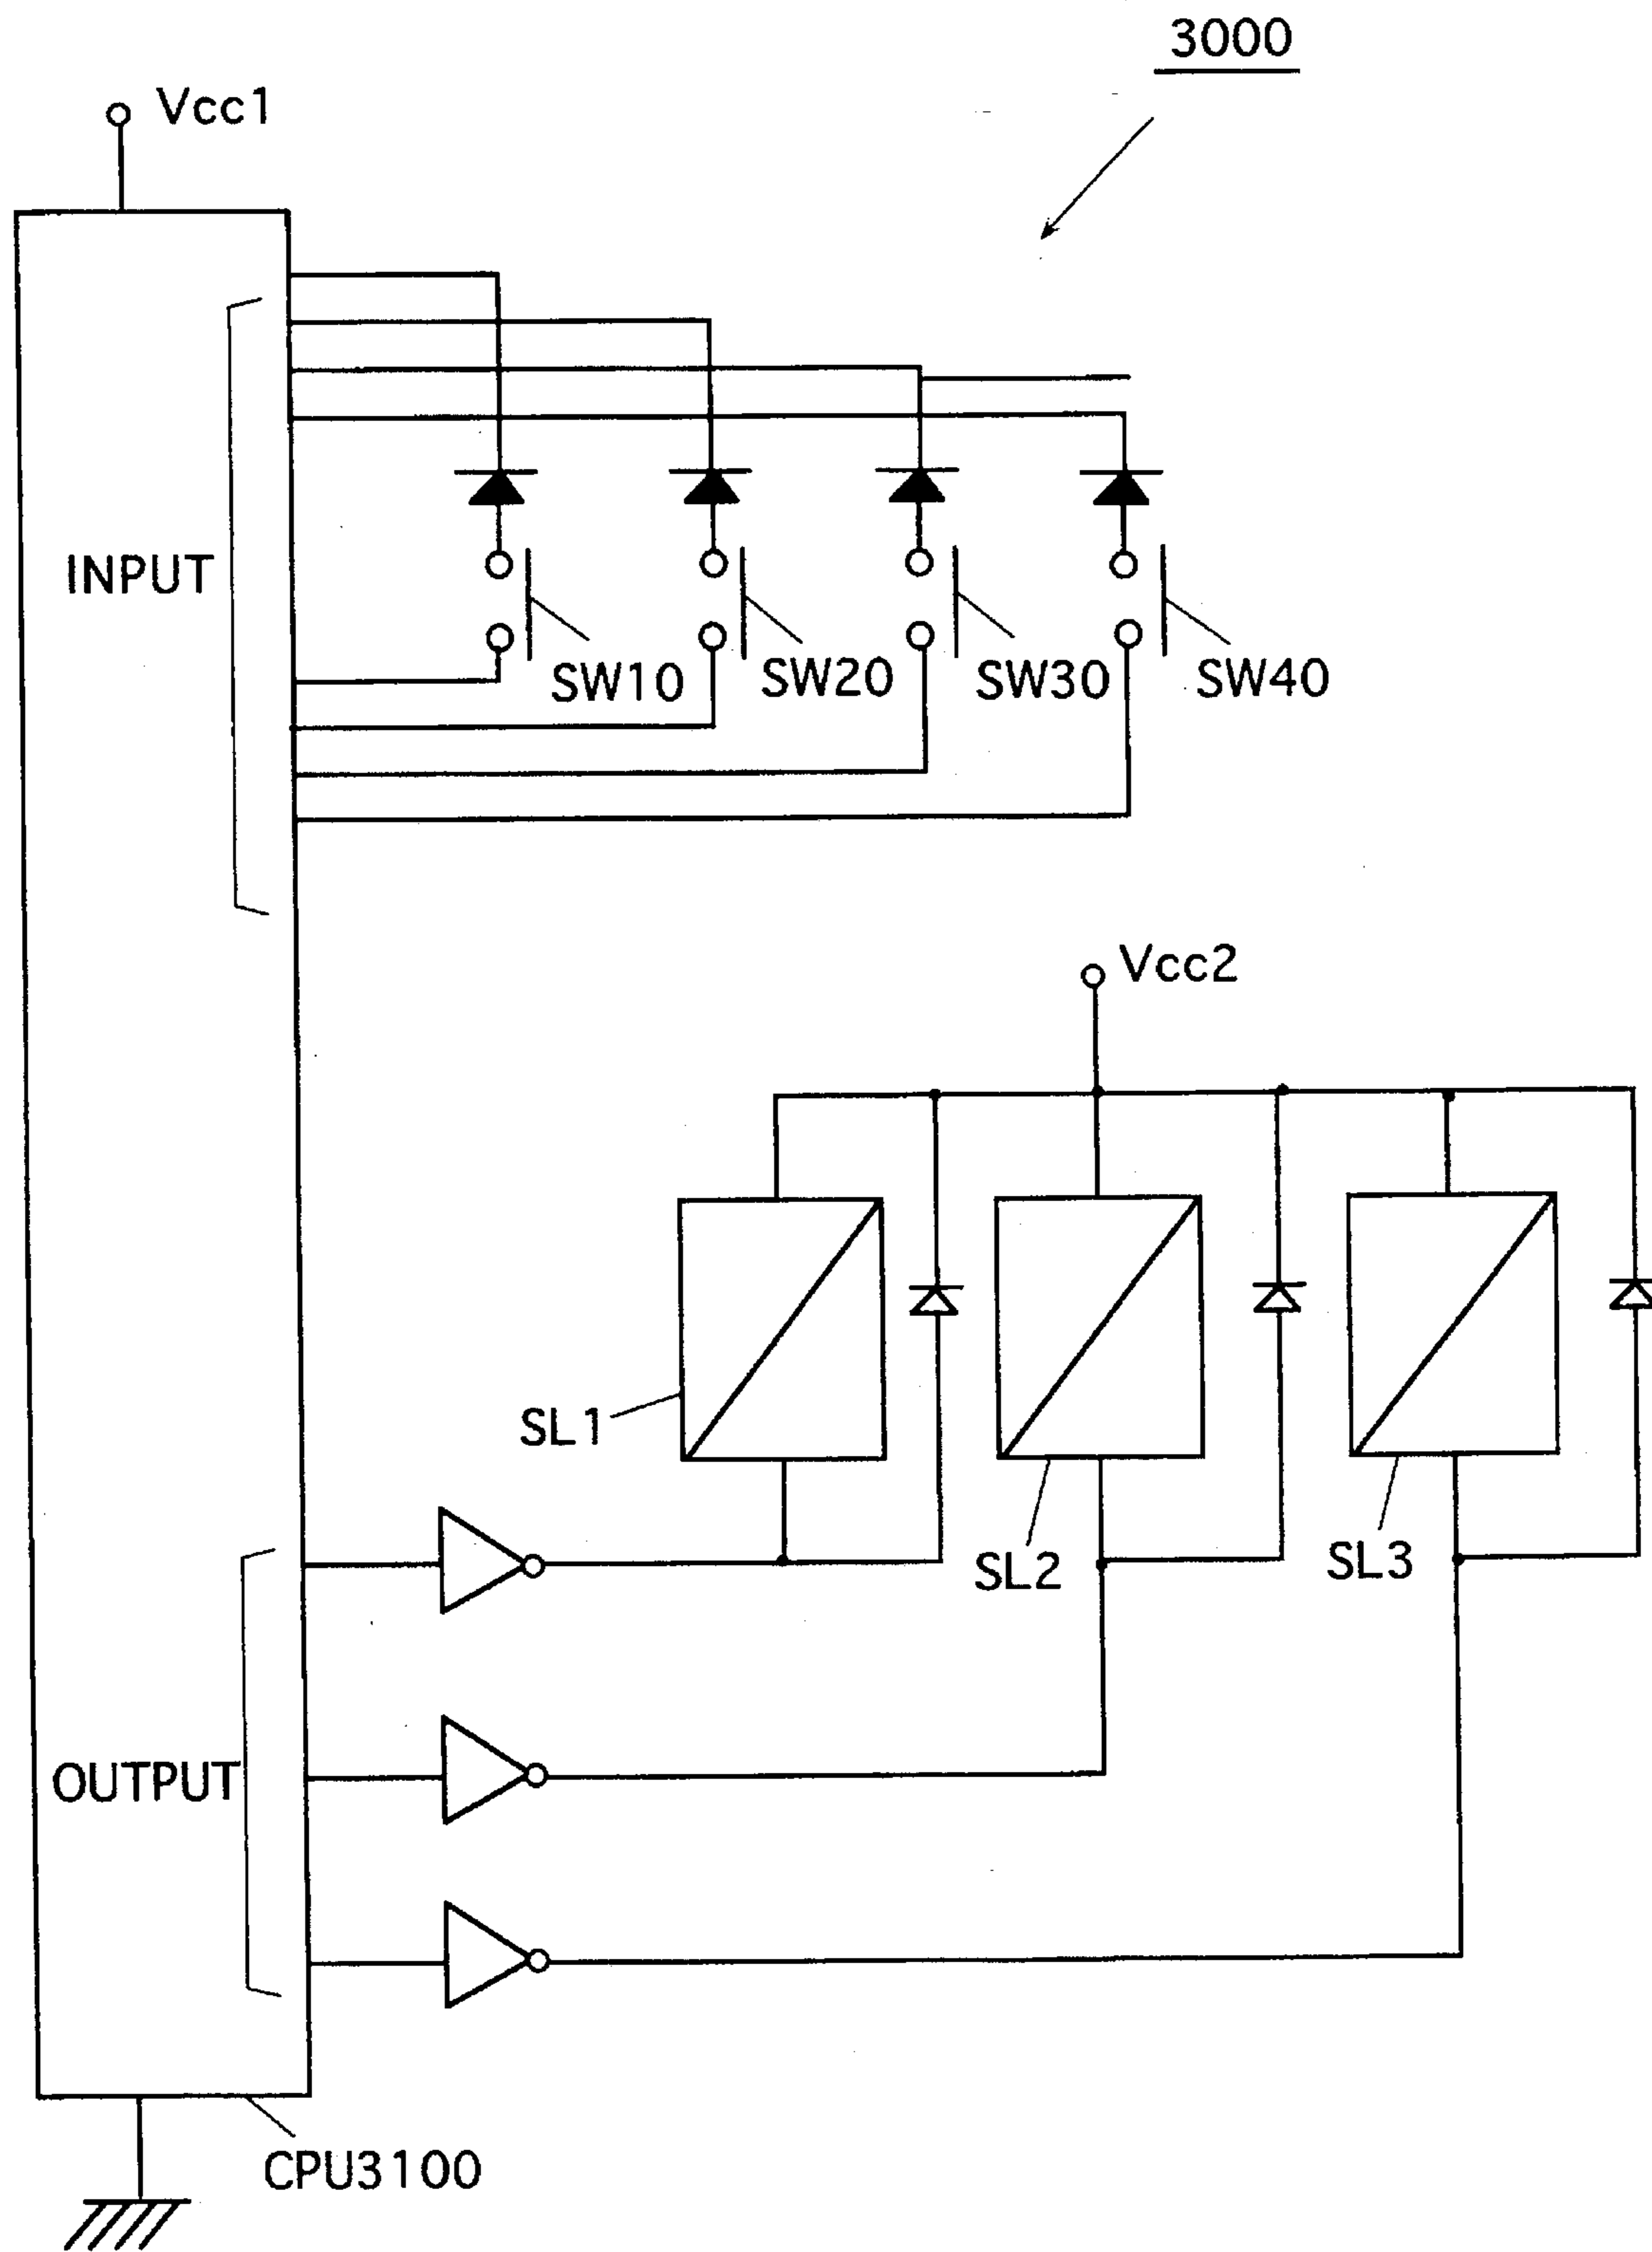 3000
Vcc1
INPUT
SW10
SW20
SW30
SW40
Vcc2
SL1
SL2
SL3
OUTPUT
CPU3100